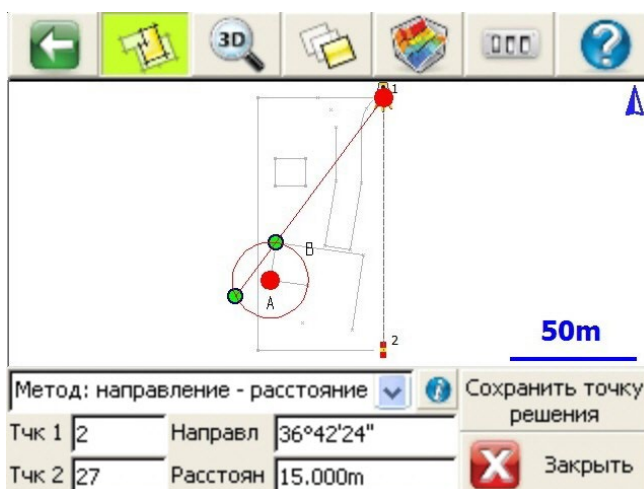 3D
1
B
A
2
50m
Метод: направление - расстояние
Сохранить точку
решения
Тчк 1 2 Направл 36°42'24"
Тчк 2 27 Расстоян 15.000m
Закрыть